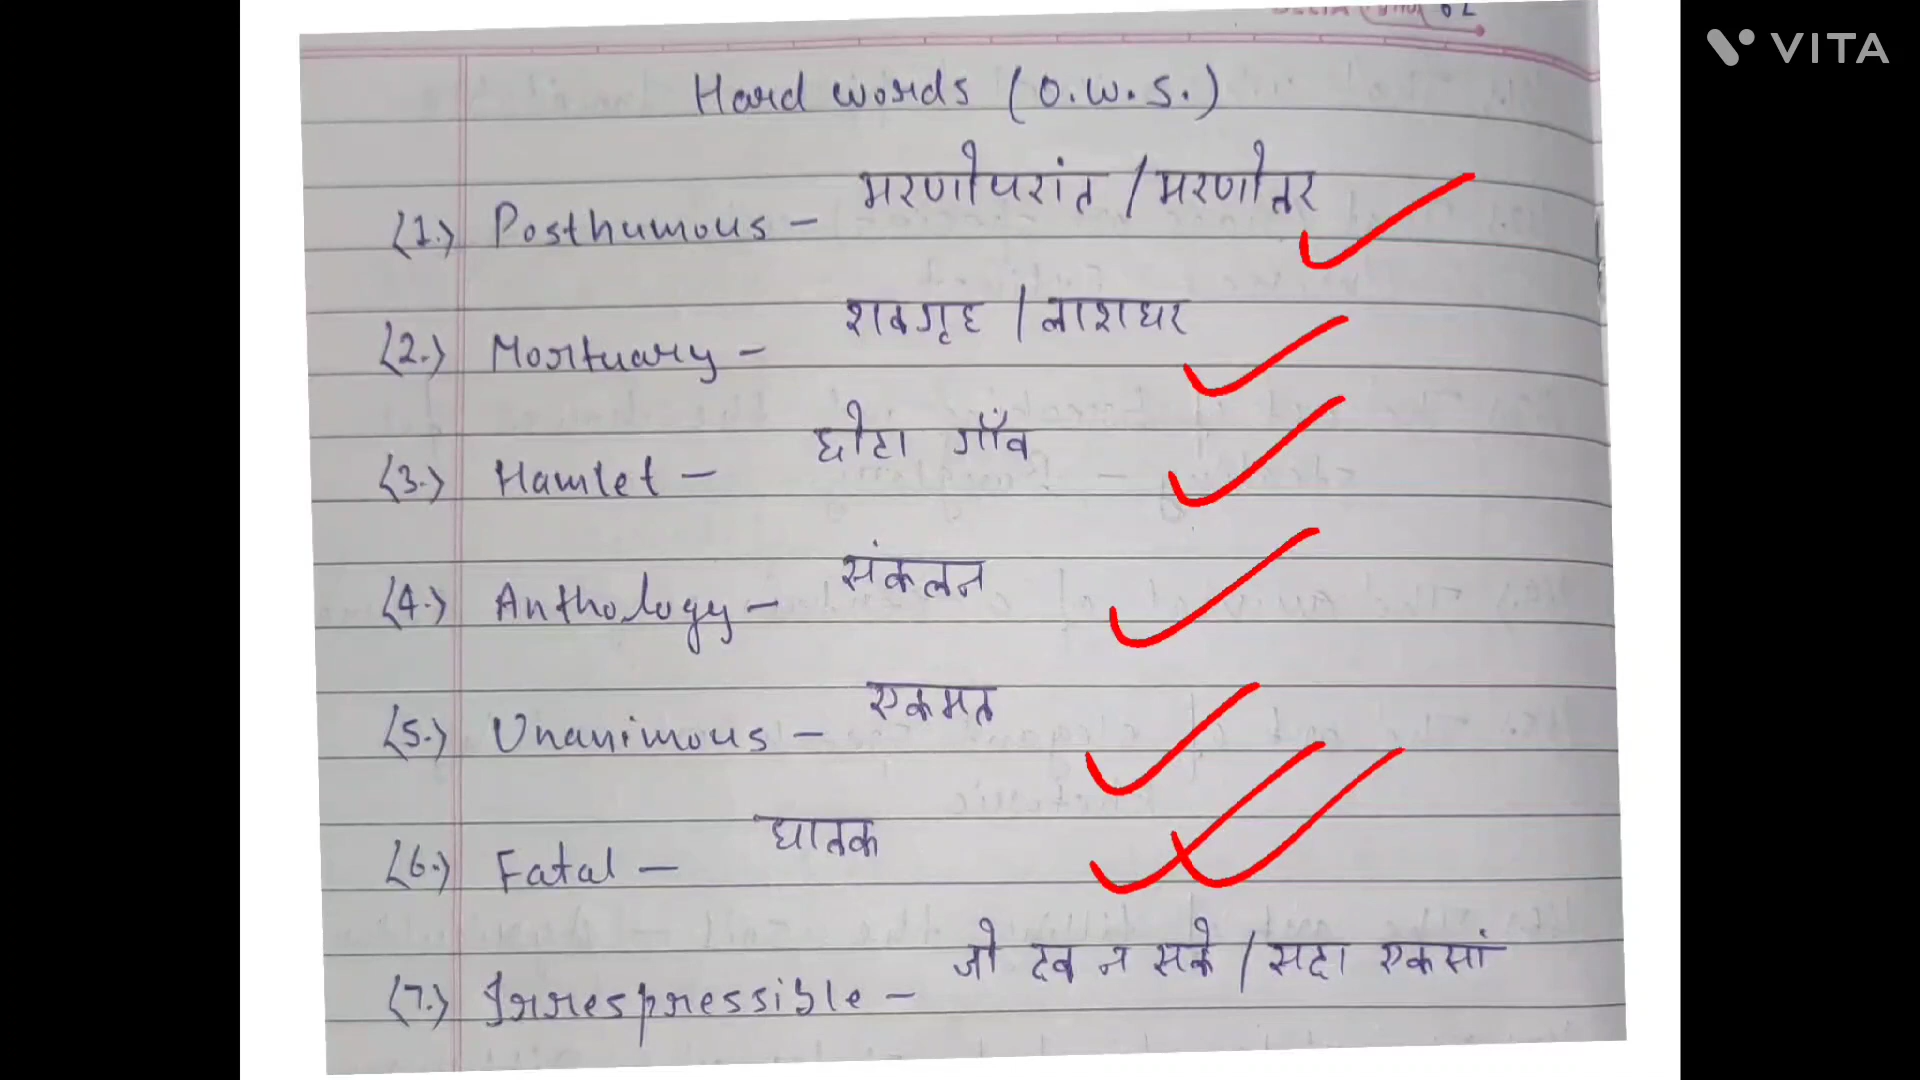 VITA
Hard words (O.W.S.)
(1.) Posthumous - मरणोपरांत / मरणोतर
(2.) Mortuary - शवगृह / लाशघर
(3.) Hamlet - छोटा गाँव
(4.) Anthology - संकलन
(5.) Unanimous - एकमत
(6.) Fatal - घातक
(7.) Irrespressible - जो दब न सके / सदा एकसां